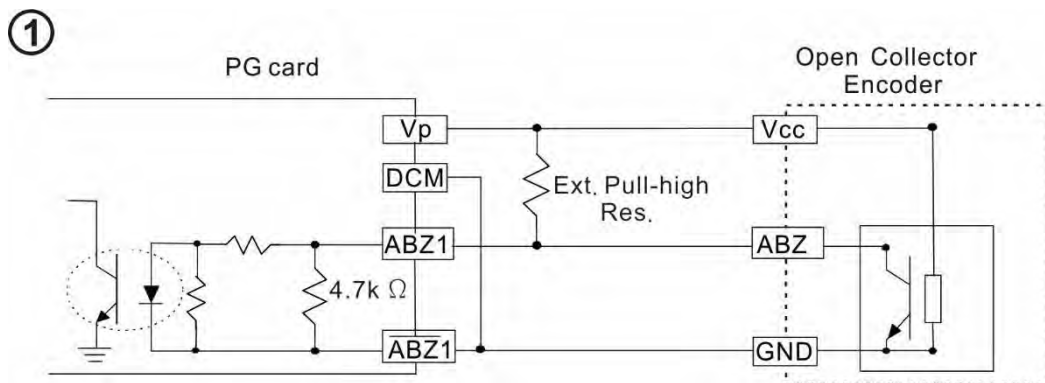 ①
PG card
Open Collector
Encoder
Vp
Vcc
DCM
Ext. Pull-high
Res.
ABZ1
ABZ
4.7k Ω
ABZ1
GND